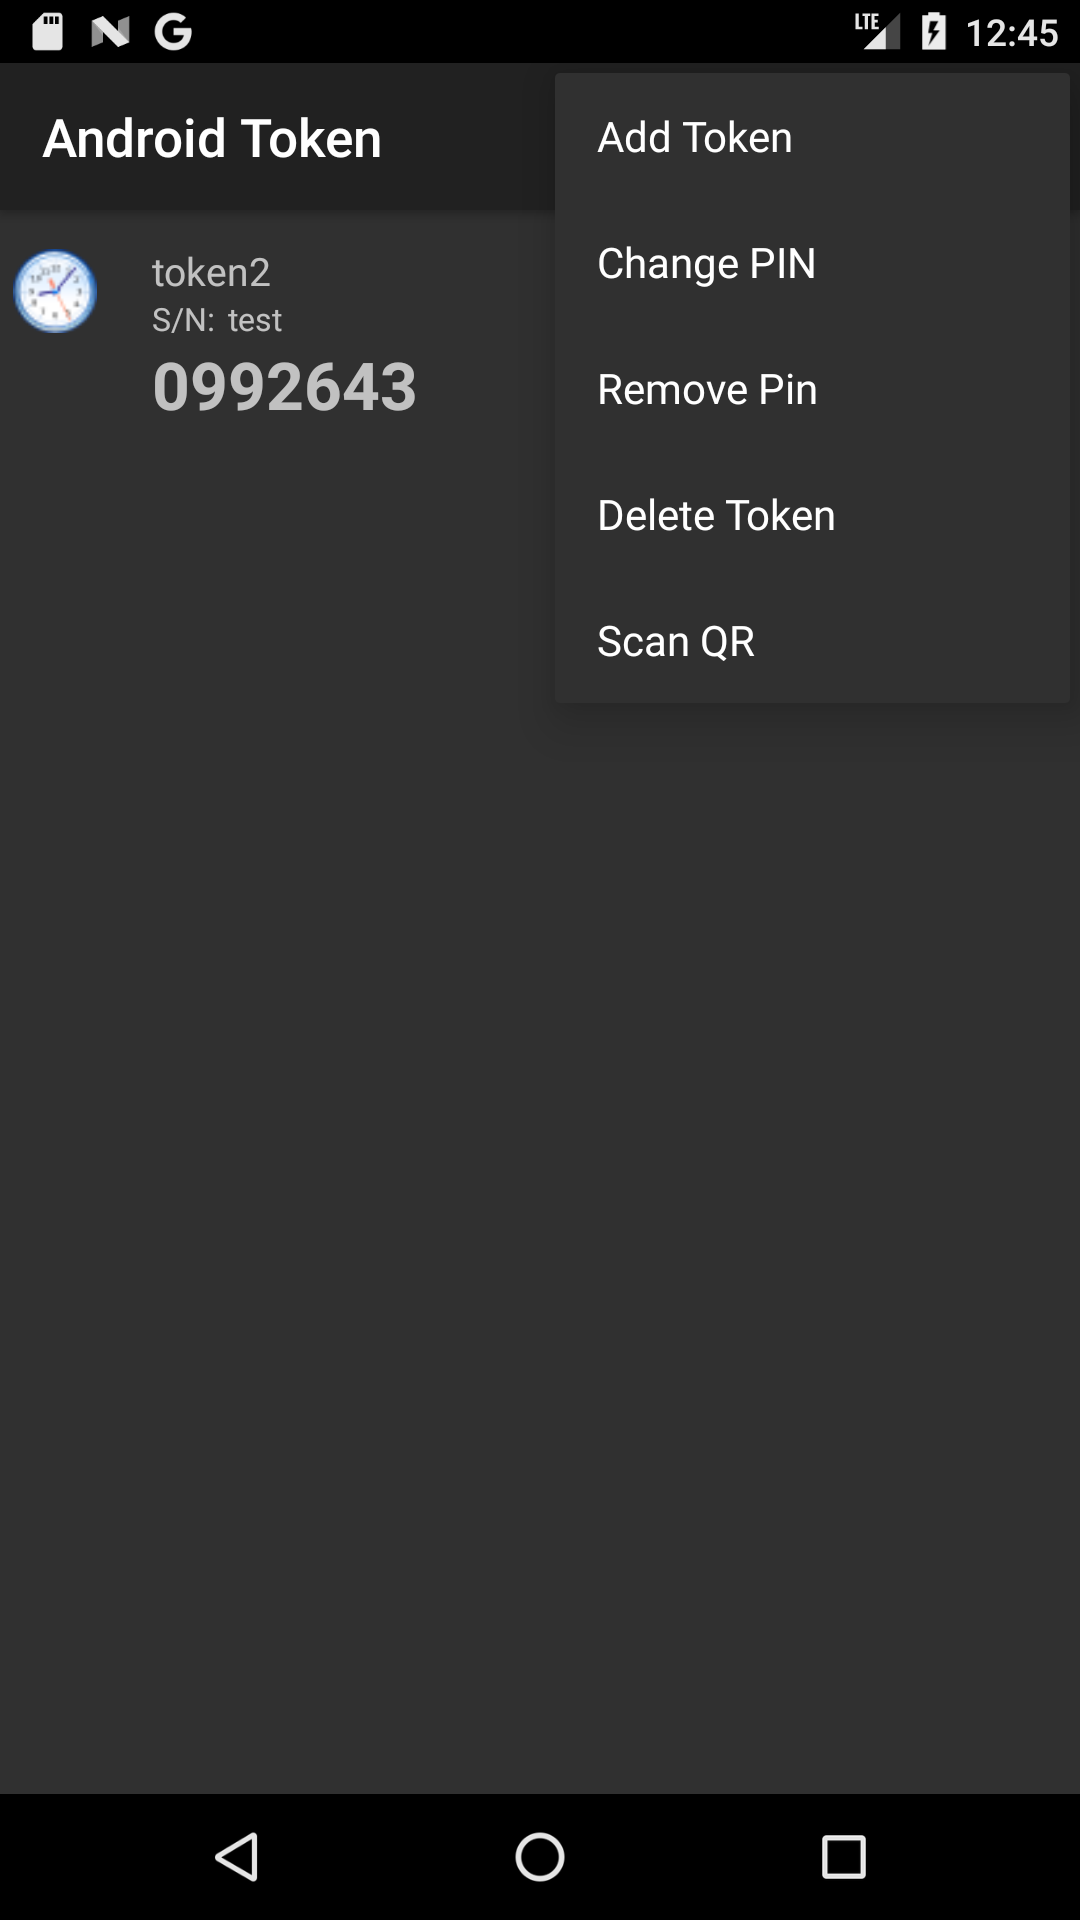 LTE 12:45
Android Token
Add Token
Change PIN
Remove Pin
Delete Token
Scan QR
token2
S/N: test
0992643